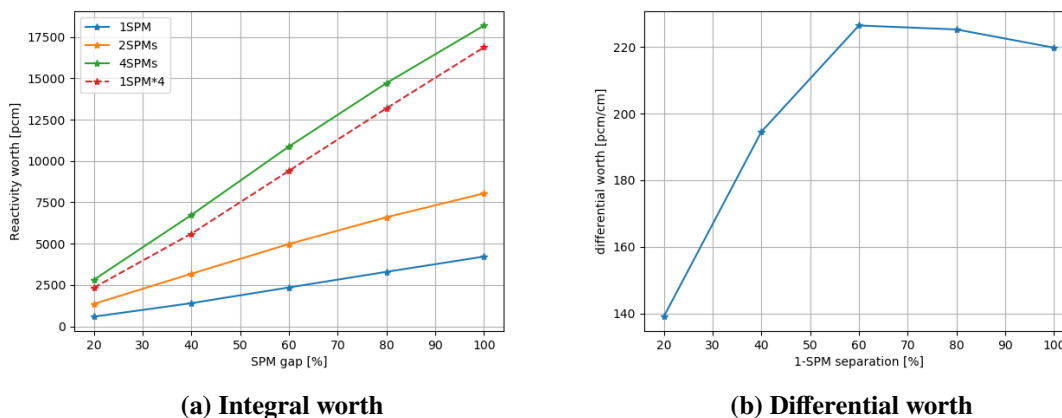 1SPM
2SPMs
4SPMs
1SPM*4
Reactivity worth [pcm]
17500
15000
12500
10000
7500
5000
2500
0
20 30 40 50 60 70 80 90 100
SPM gap [%]
(a) Integral worth
differential worth [pcm/cm]
220
200
180
160
140
20 30 40 50 60 70 80 90 100
1-SPM separation [%]
(b) Differential worth